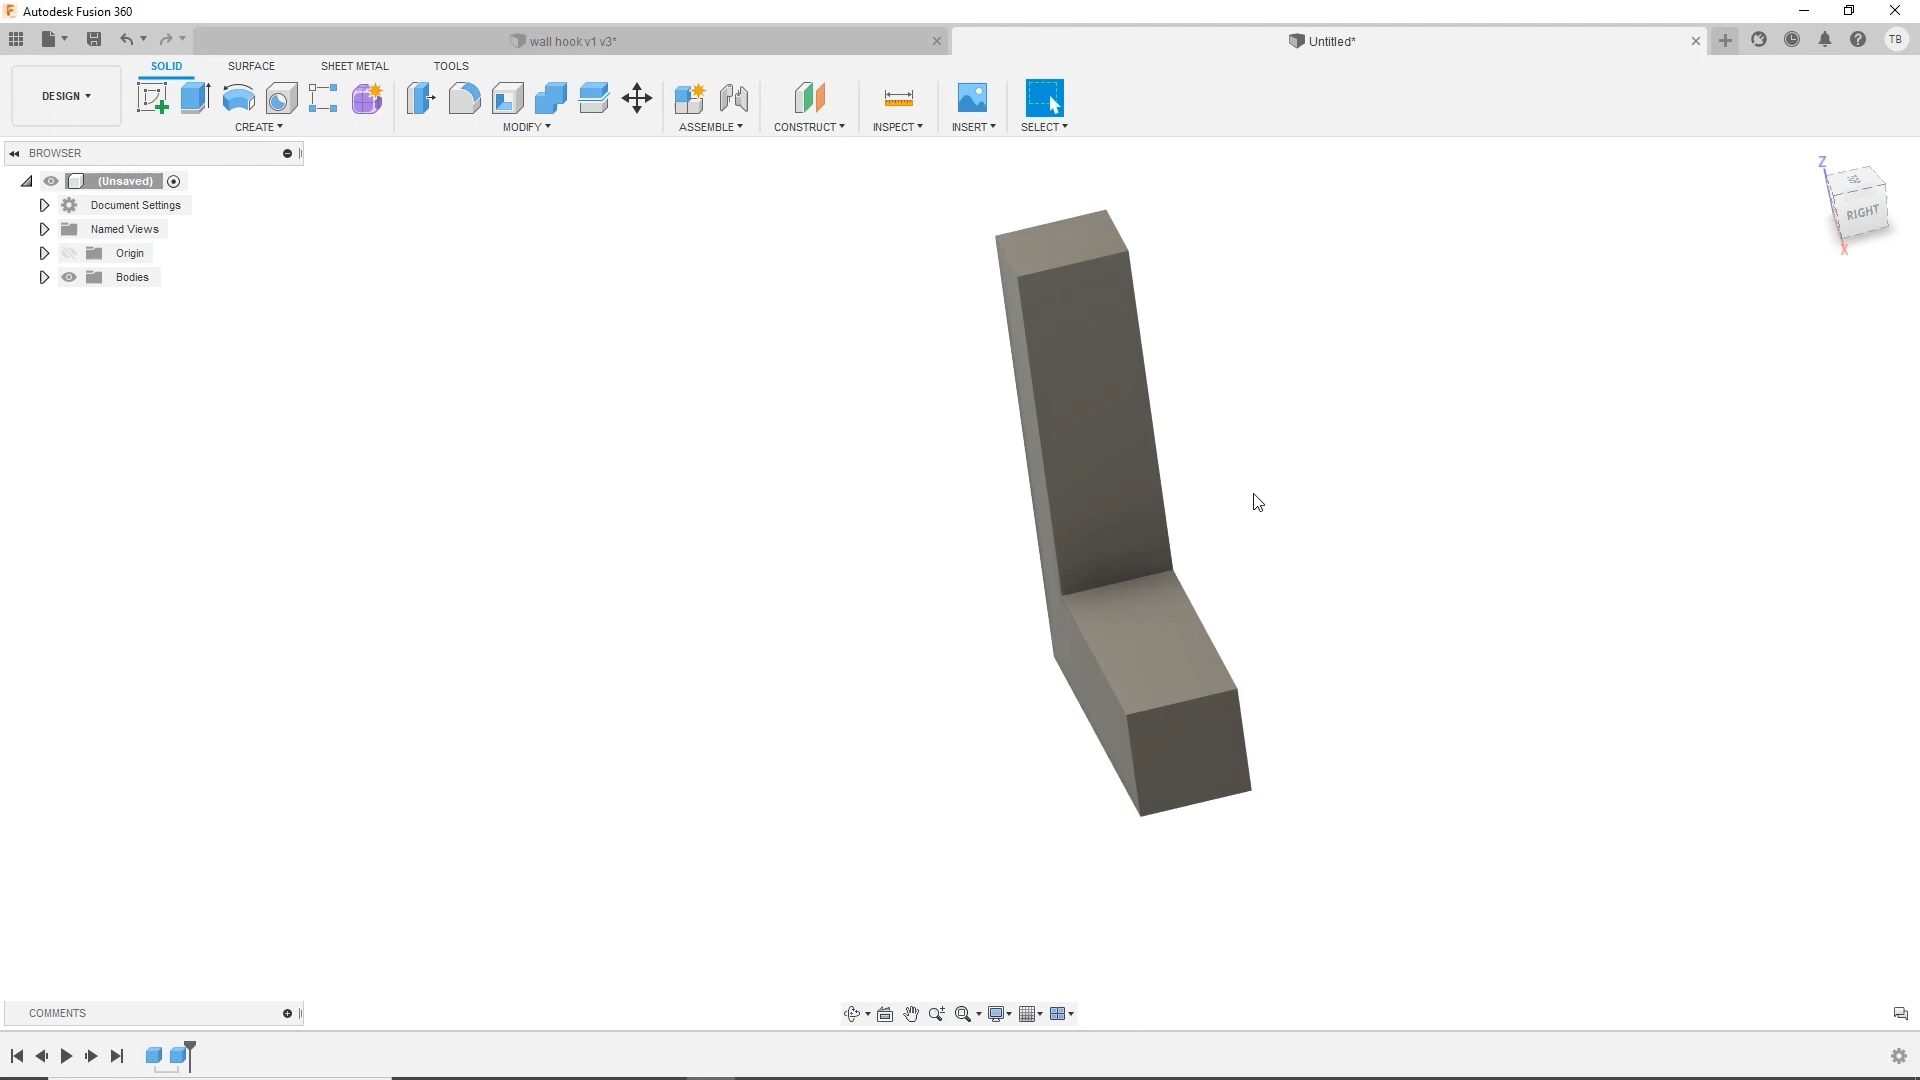 Autodesk Fusion 360
wall hook v1 v3*
Untitled*
TB
SOLID
SURFACE
SHEET METAL
TOOLS
DESIGN
CREATE
MODIFY
ASSEMBLE
CONSTRUCT
INSPECT
INSERT
SELECT
BROWSER
(Unsaved)
Document Settings
Named Views
Origin
Bodies
Z
RIGHT
X
COMMENTS